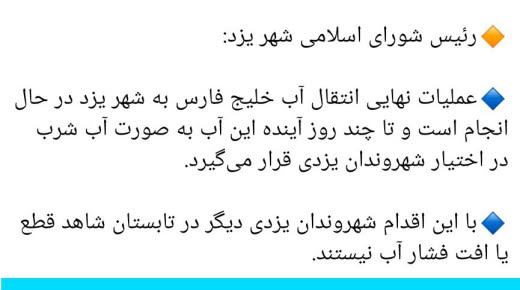 🔶رئیس شورای اسلامی شهر یزد:
🔷عملیات نهایی انتقال آب خلیج فارس به شهر یزد در حال
انجام است و تا چند روز آینده این آب به صورت آب شرب
در اختیار شهروندان یزدی قرار می‌گیرد.
🔷با این اقدام شهروندان یزدی دیگر در تابستان شاهد قطع
یا افت فشار آب نیستند.